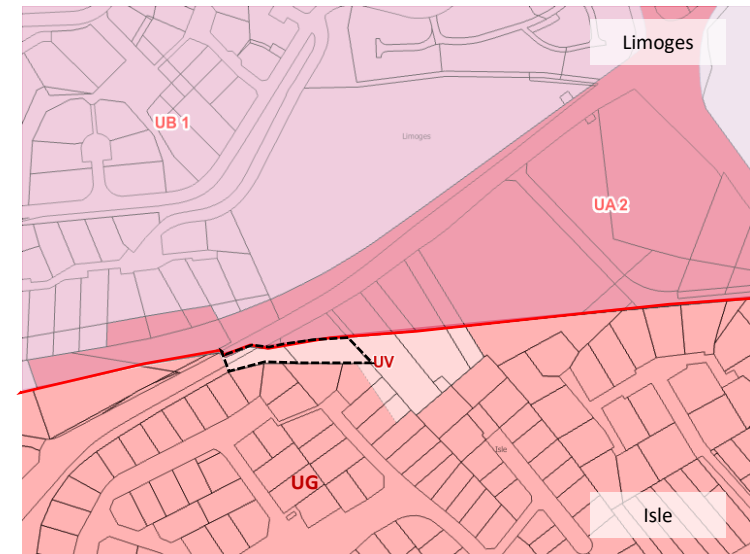 Limoges
UB 1
Limoges
UA 2
UV
Isle
UG
Isle